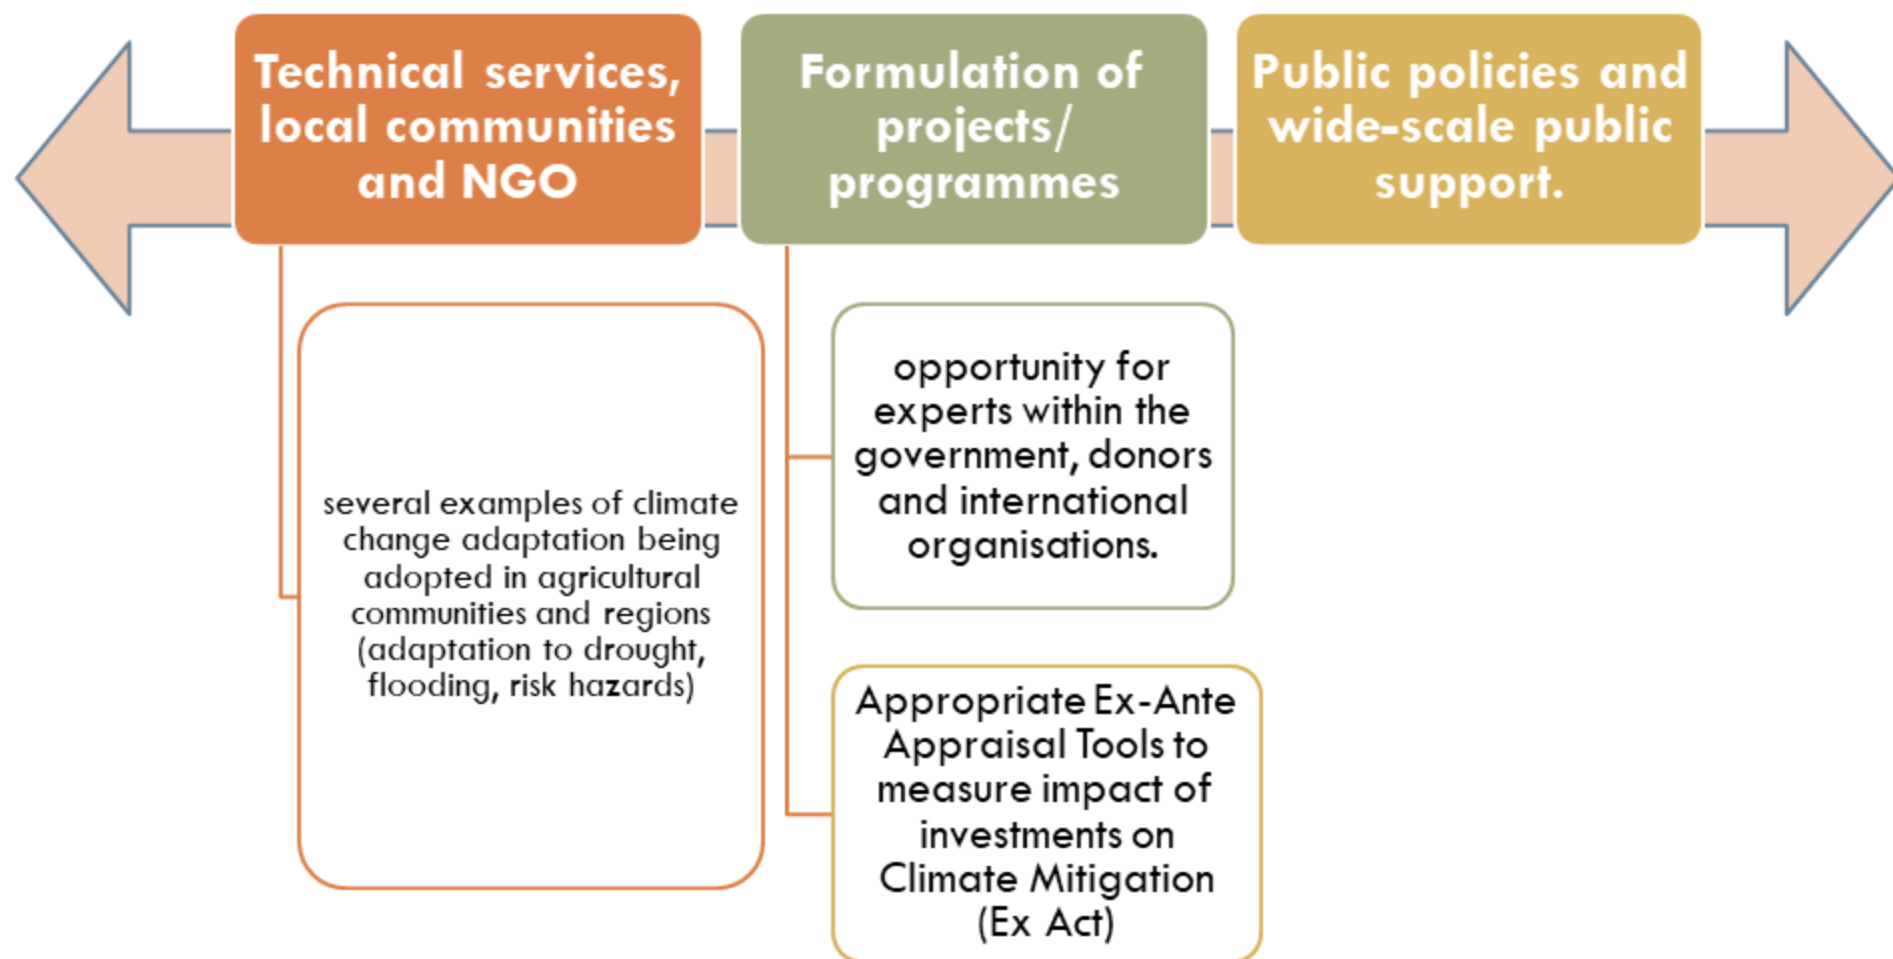 Technical services,
local communities
and NGO
Formulation of
projects/
programmes
Public policies and
wide-scale public
support.
several examples of climate
change adaptation being
adopted in agricultural
communities and regions
(adaptation to drought,
flooding, risk hazards)
opportunity for
experts within the
government, donors
and international
organisations.
Appropriate Ex-Ante
Appraisal Tools to
measure impact of
investments on
Climate Mitigation
(Ex Act)